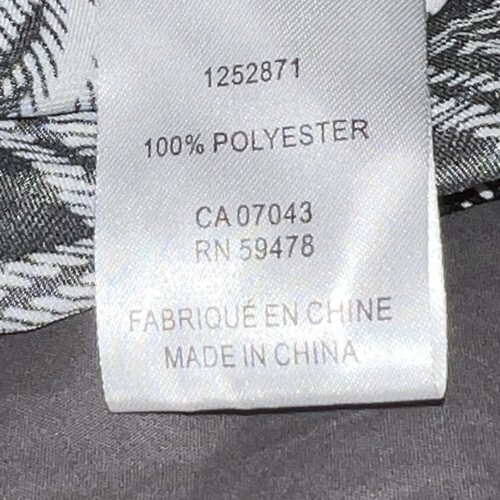 1252871
100% POLYESTER
CA 07043
RN 59478
FABRIQUÉ EN CHINE
MADE IN CHINA